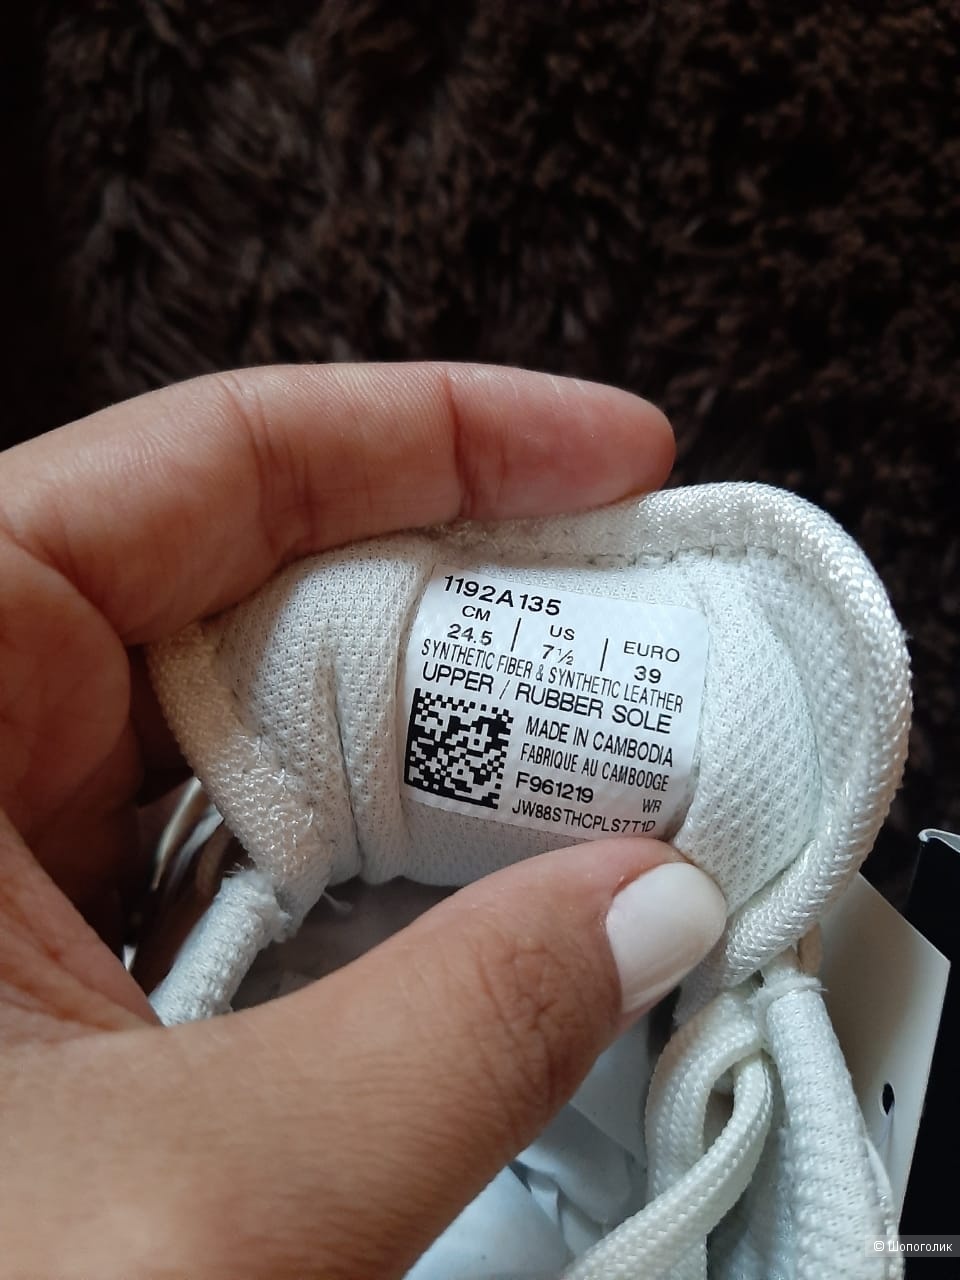 1192A135
CM | US | EURO
24.5 | 7½ | 39
SYNTHETIC FIBER & SYNTHETIC LEATHER
UPPER / RUBBER SOLE
MADE IN CAMBODIA
FABRIQUE AU CAMBODGE
F961219 WR
JW88STHCPLS7T1D
© Шопоголик